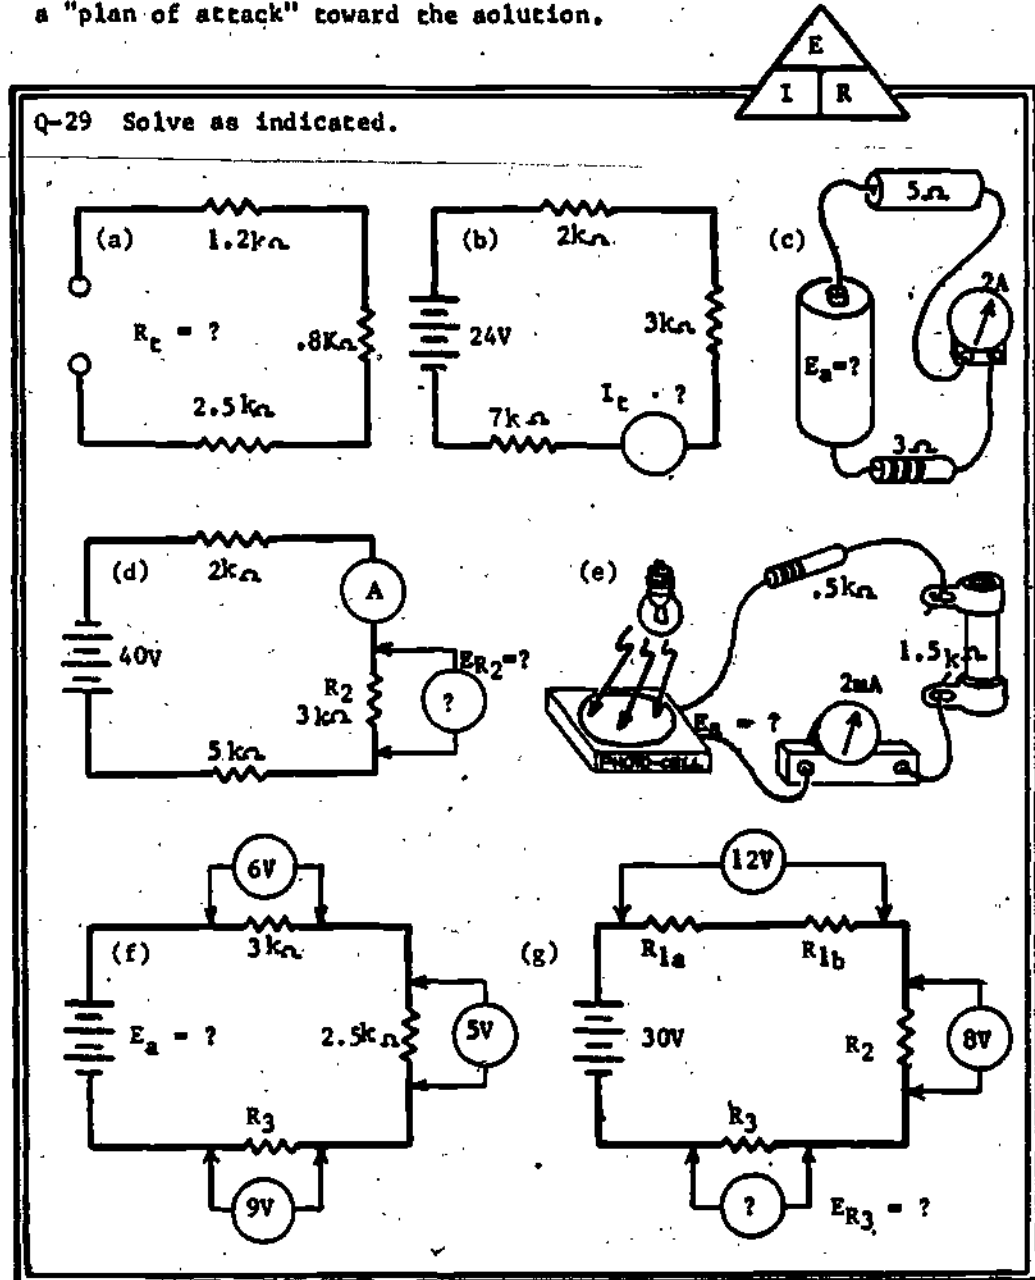 a "plan of attack" toward the solution.
E
I R
Q-29 Solve as indicated.
(a)
1.2kΩ
Rt = ?
.8KΩ
2.5kΩ
(b)
2kΩ
24V
3kΩ
It = ?
7kΩ
(c)
5Ω
2A
Ea=?
3Ω
(d)
2kΩ
A
40V
ER2=?
R2
3kΩ
?
5kΩ
(e)
.5kΩ
1.5kΩ
2mA
Ea = ?
PHOTO-CELL
6V
(f)
3kΩ
Ea = ?
2.5kΩ
5V
R3
9V
12V
(g)
R1a
R1b
30V
R2
8V
R3
?
ER3 = ?